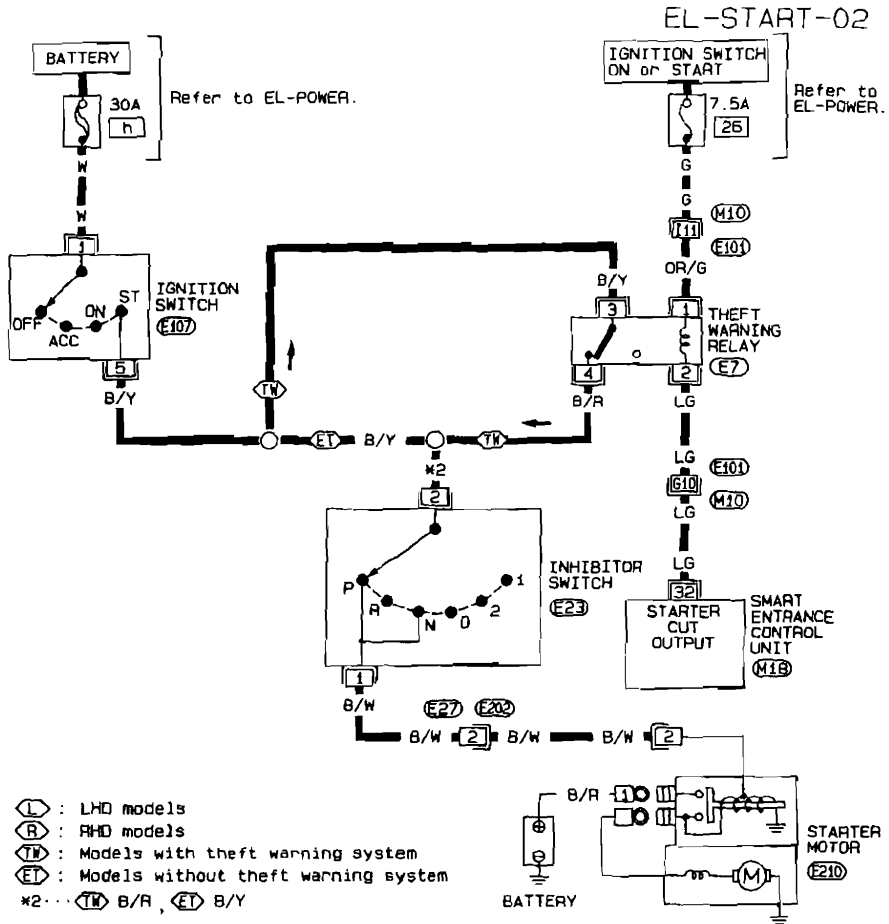 EL-START-02
BATTERY
30A
h
Refer to EL-POWER.
IGNITION SWITCH
ON or START
7.5A
26
Refer to
EL-POWER.
W
W
G
G
I11
M10
E101
OR/G
1
OFF
ACC
ON
ST
IGNITION
SWITCH
E107
5
B/Y
B/Y
3
1
4
2
THEFT
WARNING
RELAY
E7
B/R
LG
TW
ET
B/Y
TW
*2
2
LG
G10
LG
E101
M10
LG
P
R
N
D
2
1
INHIBITOR
SWITCH
E23
1
B/W
32
STARTER
CUT
OUTPUT
SMART
ENTRANCE
CONTROL
UNIT
M18
E27
E202
B/W
2
B/W
B/W
2
B/R
1
M
BATTERY
STARTER
MOTOR
E210
L : LHD models
R : RHD models
TW : Models with theft warning system
ET : Models without theft warning system
*2··· TW B/R , ET B/Y